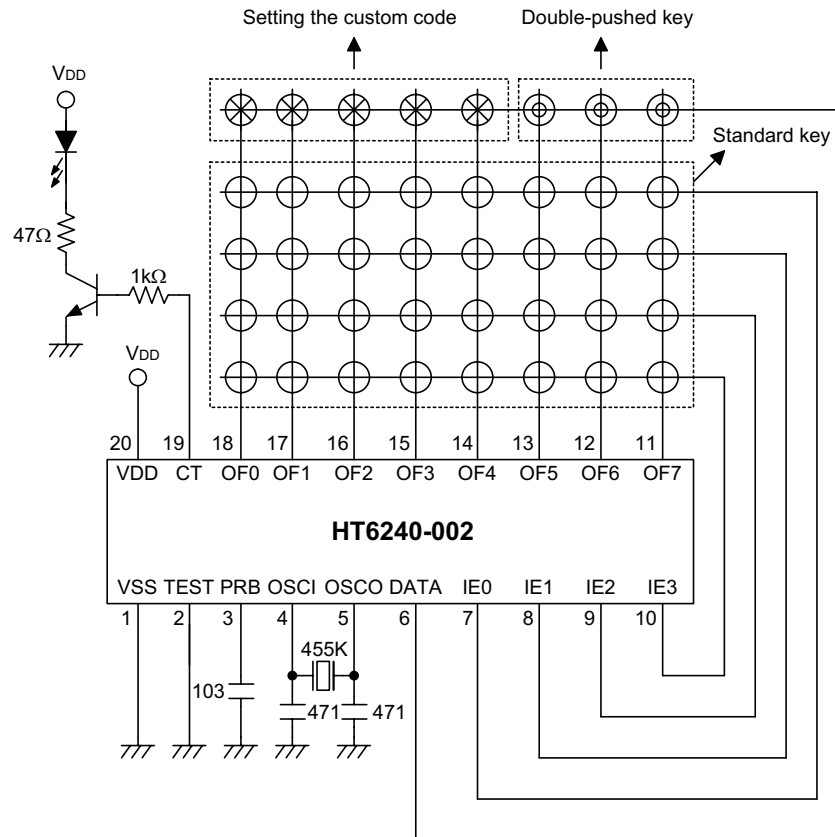 Setting the custom code
Double-pushed key
VDD
Standard key
47Ω
1kΩ
VDD
20 19 18 17 16 15 14 13 12 11
VDD CT OF0 OF1 OF2 OF3 OF4 OF5 OF6 OF7
HT6240-002
VSS TEST PRB OSCI OSCO DATA IE0 IE1 IE2 IE3
1 2 3 4 5 6 7 8 9 10
455K
103
471 471